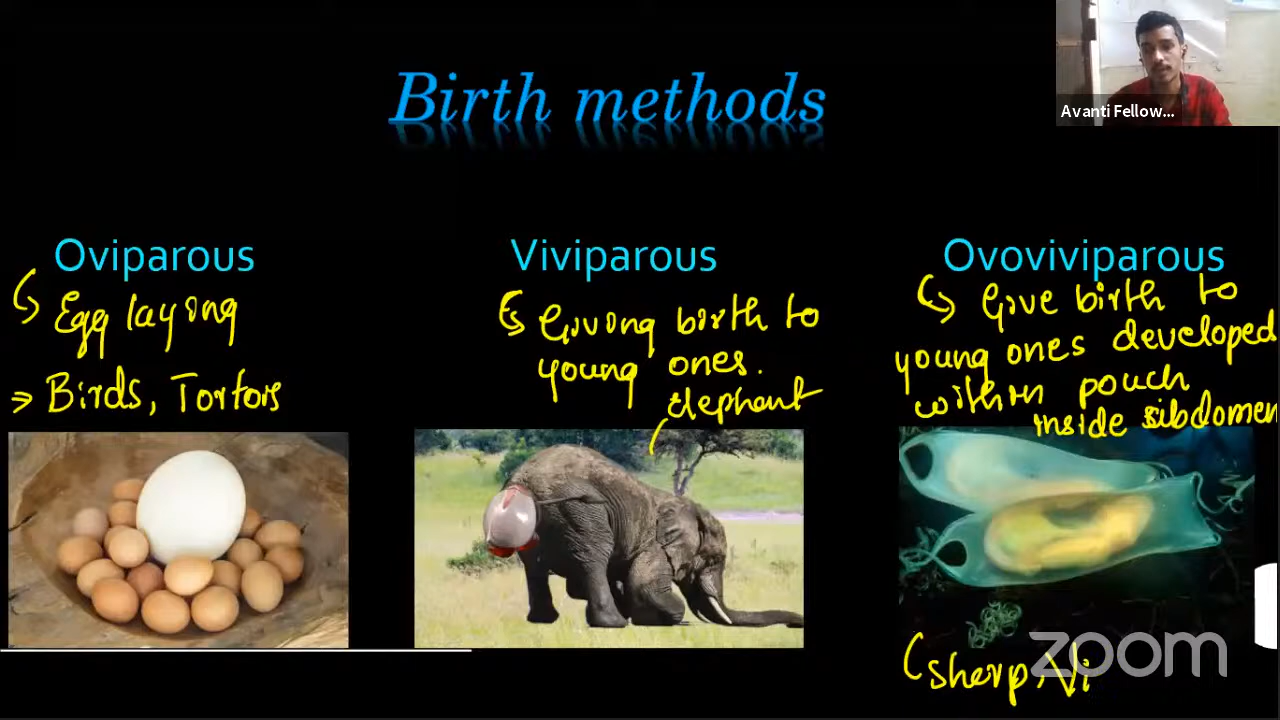 Birth methods
Avanti Fellow...
Oviparous
Egg laying
⇒ Birds, Tortois
Viviparous
Giving birth to
young ones.
elephant
Ovoviviparous
Give birth to
young ones developed
within pouch
inside
zoom